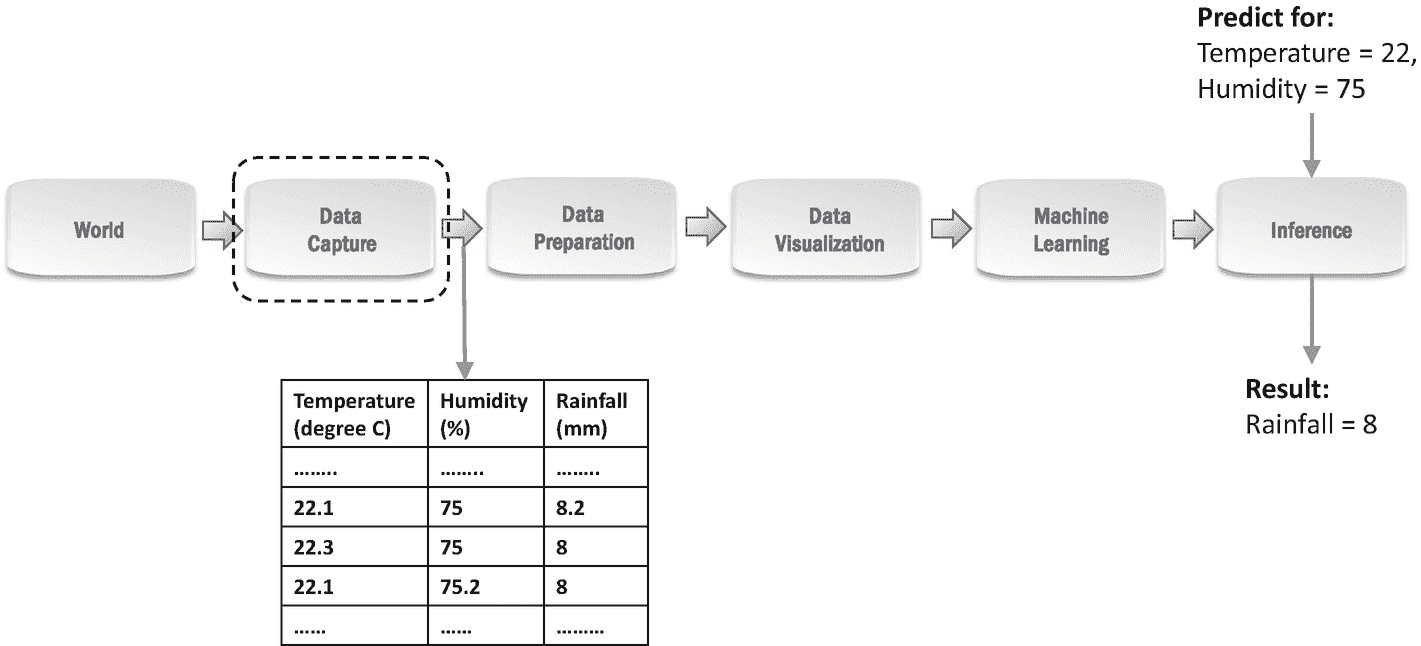 Predict for:
Temperature = 22,
Humidity = 75
World
Data
Capture
Data
Preparation
Data
Visualization
Machine
Learning
Inference
Temperature
(degree C)
Humidity
(%)
Rainfall
(mm)
........ ........ ........
22.1 75 8.2
22.3 75 8
22.1 75.2 8
...... ...... .........
Result:
Rainfall = 8